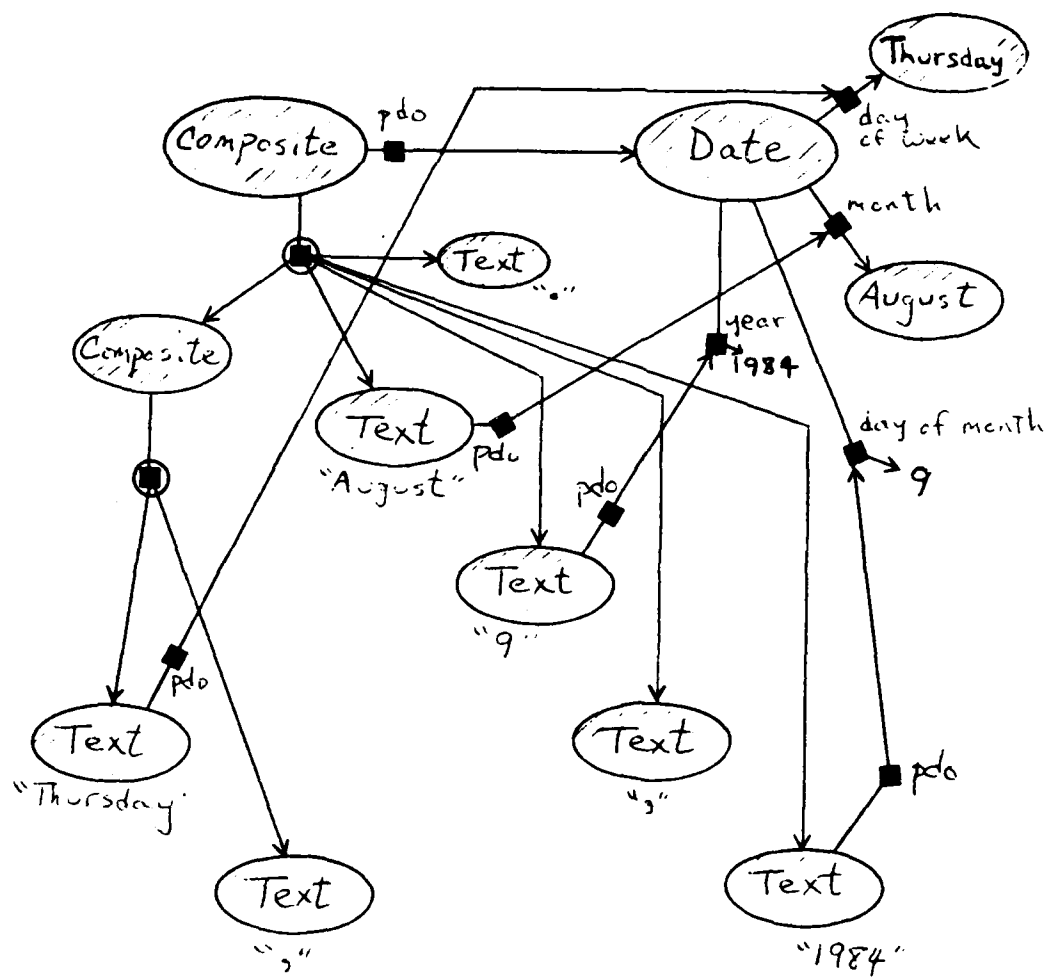 Thursday
pdo
Composite
Date
day
of week
month
Text
"."
August
Composite
year
1984
Text
pdo
"August"
day of month
9
pdo
Text
"9"
pdo
Text
"Thursday"
Text
","
pdo
Text
","
Text
"1984"